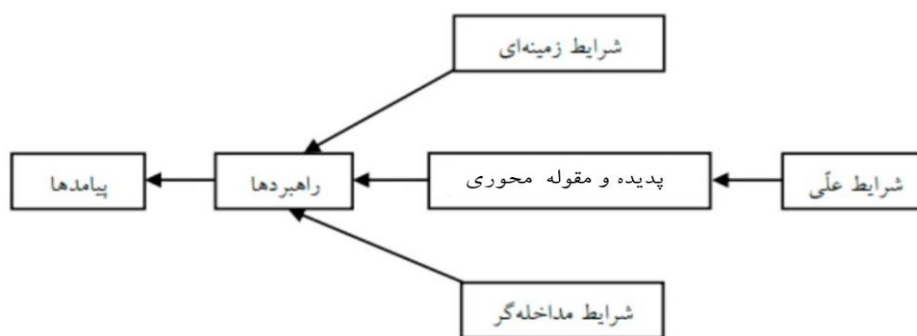 شرایط زمینه‌ای
شرایط علّی
پدیده و مقوله محوری
راهبردها
پیامدها
شرایط مداخله‌گر